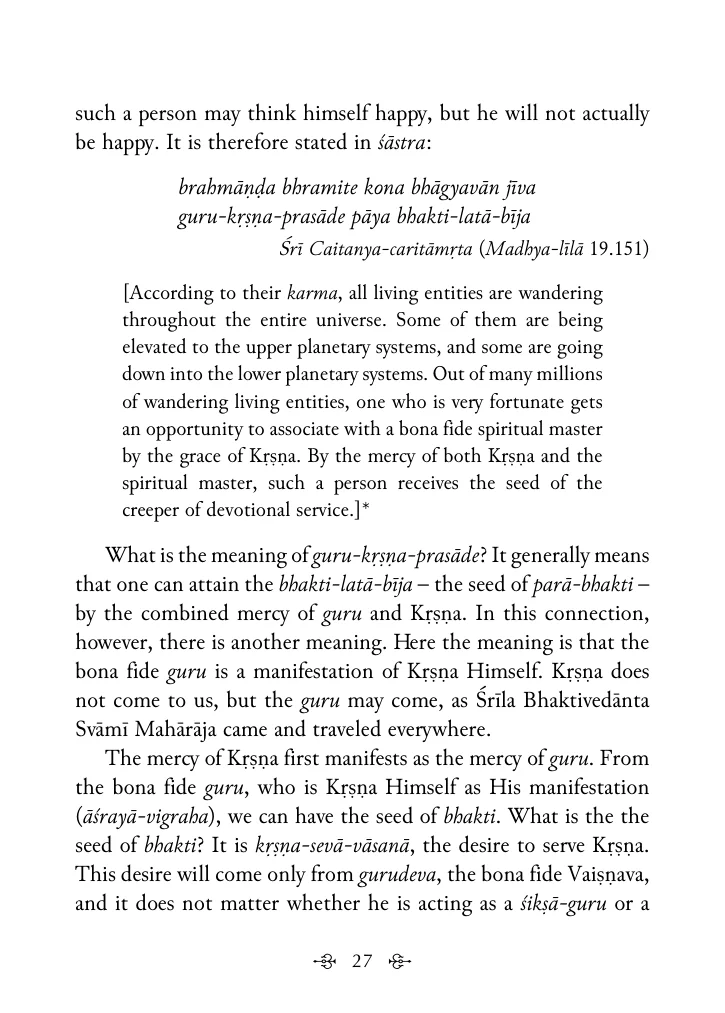 such a person may think himself happy, but he will not actually
be happy. It is therefore stated in śāstra:
brahmāṇḍa bhramite kona bhāgyavān jīva
guru-kṛṣṇa-prasāde pāya bhakti-latā-bīja
Śrī Caitanya-caritāmṛta (Madhya-līlā 19.151)
[According to their karma, all living entities are wandering
throughout the entire universe. Some of them are being
elevated to the upper planetary systems, and some are going
down into the lower planetary systems. Out of many millions
of wandering living entities, one who is very fortunate gets
an opportunity to associate with a bona fide spiritual master
by the grace of Kṛṣṇa. By the mercy of both Kṛṣṇa and the
spiritual master, such a person receives the seed of the
creeper of devotional service.]*
What is the meaning of guru-kṛṣṇa-prasāde? It generally means
that one can attain the bhakti-latā-bīja – the seed of parā-bhakti –
by the combined mercy of guru and Kṛṣṇa. In this connection,
however, there is another meaning. Here the meaning is that the
bona fide guru is a manifestation of Kṛṣṇa Himself. Kṛṣṇa does
not come to us, but the guru may come, as Śrīla Bhaktivedānta
Svāmī Mahārāja came and traveled everywhere.
The mercy of Kṛṣṇa first manifests as the mercy of guru. From
the bona fide guru, who is Kṛṣṇa Himself as His manifestation
(āśrayā-vigraha), we can have the seed of bhakti. What is the the
seed of bhakti? It is kṛṣṇa-sevā-vāsanā, the desire to serve Kṛṣṇa.
This desire will come only from gurudeva, the bona fide Vaiṣṇava,
and it does not matter whether he is acting as a śikṣā-guru or a
27